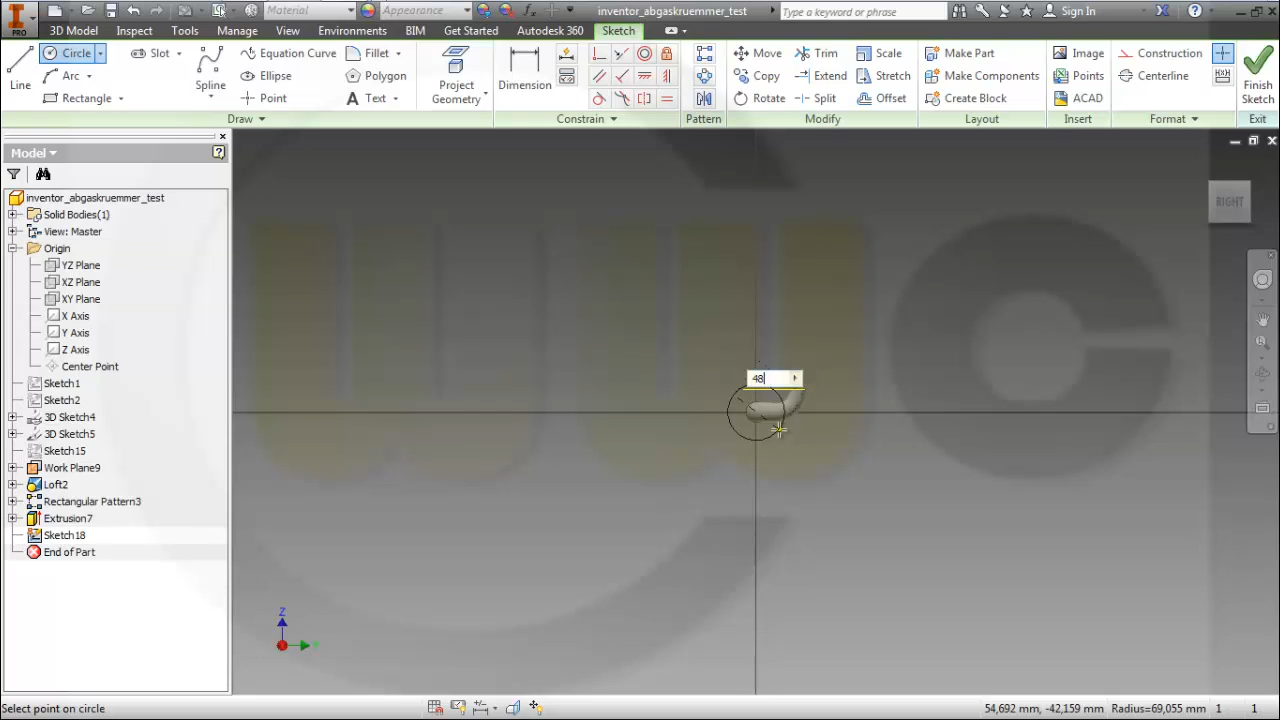 Material Appearance fx inventor_abgaskruemmer_test Type a keyword or phrase Sign In
PRO 3D Model Inspect Tools Manage View Environments BIM Get Started Autodesk 360 Sketch
Line
Circle
Arc
Rectangle
Slot
Spline
Equation Curve
Ellipse
Point
Fillet
Polygon
Text
Project Geometry
Dimension
Move
Copy
Rotate
Trim
Extend
Split
Scale
Stretch
Offset
Make Part
Make Components
Create Block
Image
Points
ACAD
Construction
Centerline
Finish Sketch
Draw Constrain Pattern Modify Layout Insert Format Exit
Model
inventor_abgaskruemmer_test
Solid Bodies(1)
View: Master
Origin
YZ Plane
XZ Plane
XY Plane
X Axis
Y Axis
Z Axis
Center Point
Sketch1
Sketch2
3D Sketch4
3D Sketch5
Sketch15
Work Plane9
Loft2
Rectangular Pattern3
Extrusion7
Sketch18
End of Part
RIGHT
48
Z
Select point on circle 54,692 mm, -42,159 mm Radius=69,055 mm 1 1